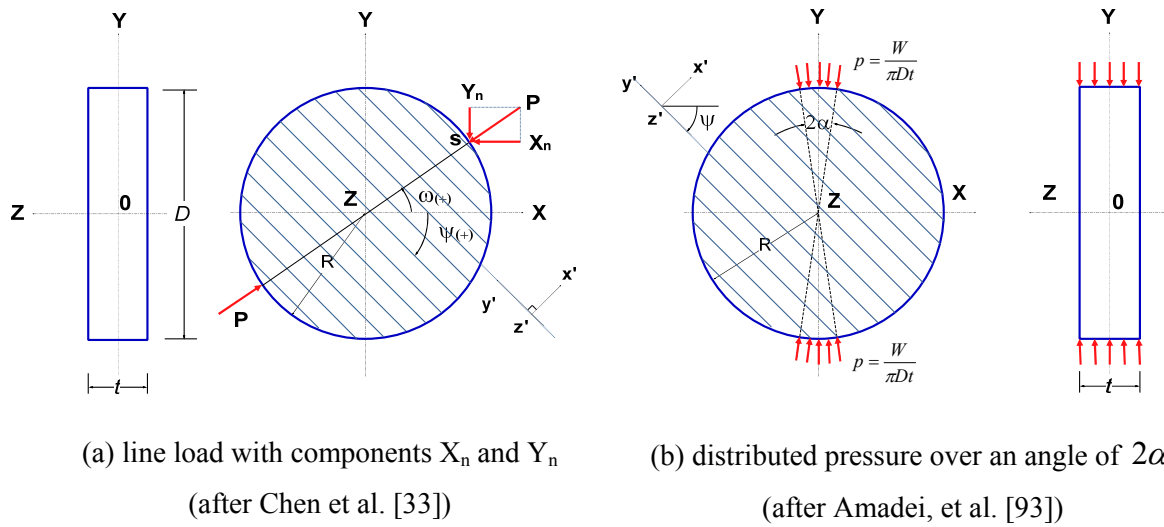 Y
Z
0
D
t
Y
Yn
P
s
Xn
Z
ω(+)
X
ψ(+)
R
P
x'
y'
z'
Y
p = W / πDt
x'
y'
z'
ψ
2α
Z
X
R
p = W / πDt
Y
Z
0
t
(a) line load with components Xn and Yn
(after Chen et al. [33])
(b) distributed pressure over an angle of 2α
(after Amadei, et al. [93])